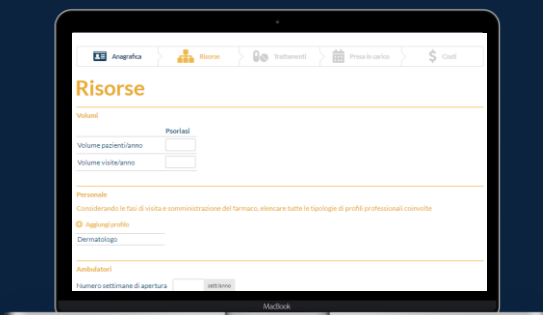 Anagrafica
Risorse
Trattamenti
Presa in carico
Costi
Risorse
Volumi
Psoriasi
Volume pazienti/anno
Volume visite/anno
Personale
Considerando le fasi di visita e somministrazione del farmaco, elencare tutte le tipologie di profili professionali coinvolte
Aggiungi profilo
Dermatologo
Ambulatori
Numero settimane di apertura
sett/anno
MacBook